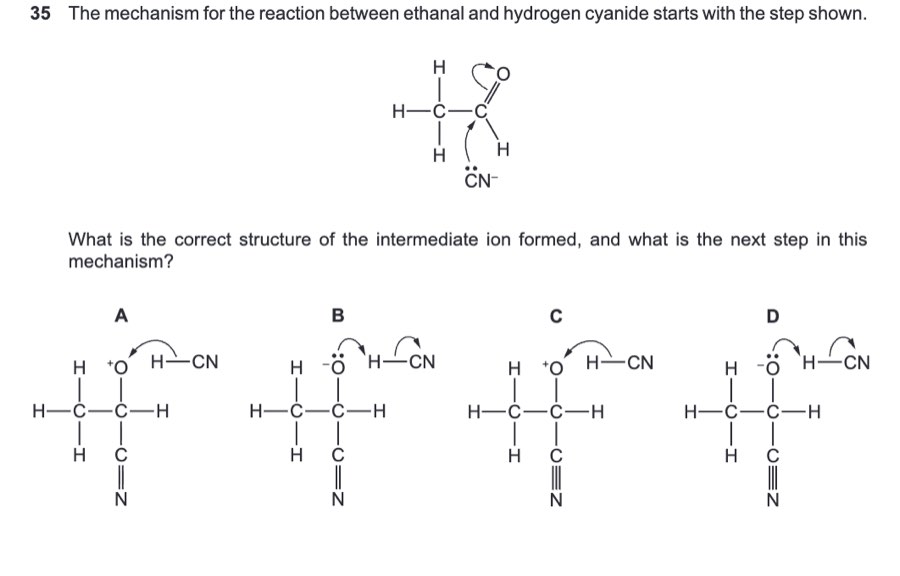 35 The mechanism for the reaction between ethanal and hydrogen cyanide starts with the step shown.
H O
H—C—C
H H
:CN⁻
What is the correct structure of the intermediate ion formed, and what is the next step in this
mechanism?
A B C D
H ⁺O H—CN H ⁻:O H—CN H ⁺O H—CN H ⁻:O H—CN
H—C—C—H H—C—C—H H—C—C—H H—C—C—H
H C H C H C H C
N N N N